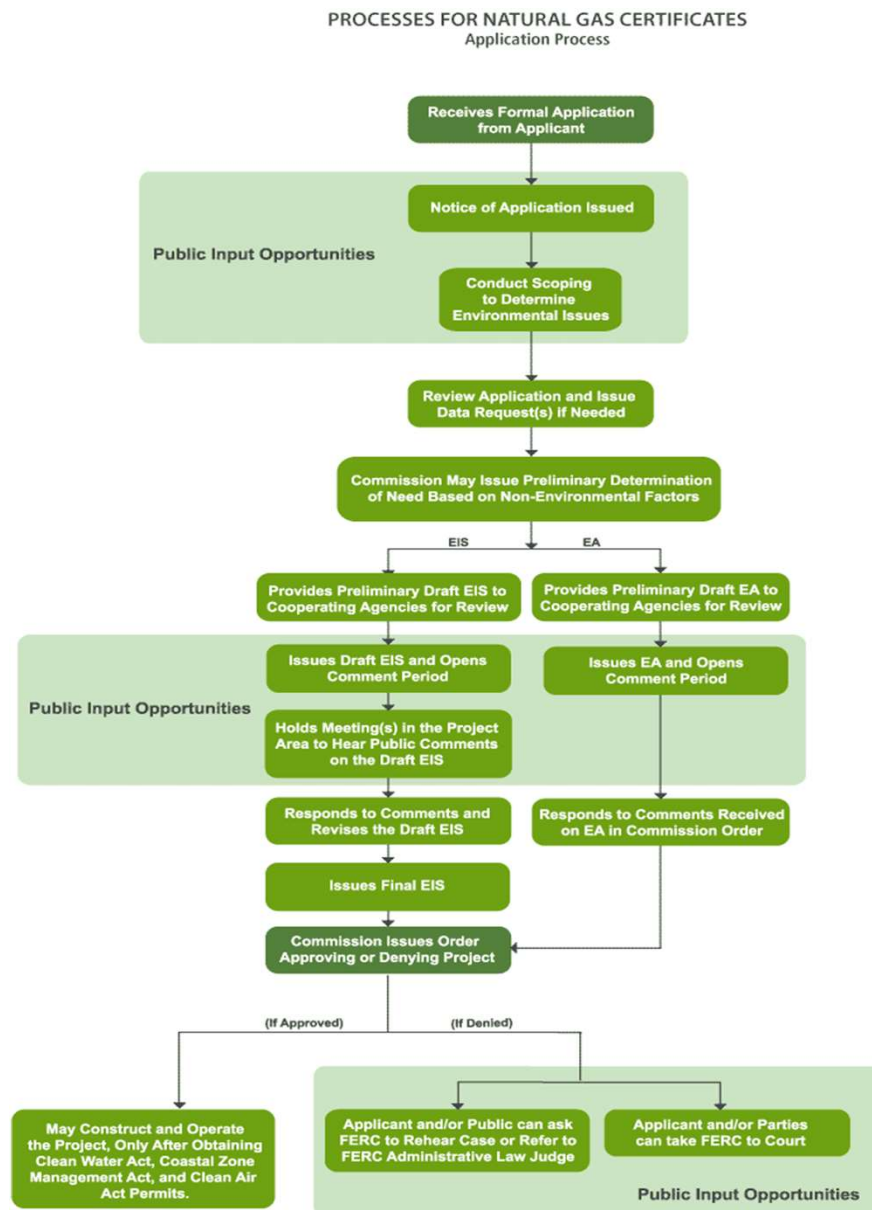 PROCESSES FOR NATURAL GAS CERTIFICATES
Application Process
Receives Formal Application
from Applicant
Public Input Opportunities
Notice of Application Issued
Conduct Scoping
to Determine
Environmental Issues
Review Application and Issue
Data Request(s) if Needed
Commission May Issue Preliminary Determination
of Need Based on Non-Environmental Factors
EIS
EA
Provides Preliminary Draft EIS to
Cooperating Agencies for Review
Provides Preliminary Draft EA to
Cooperating Agencies for Review
Public Input Opportunities
Issues Draft EIS and Opens
Comment Period
Issues EA and Opens
Comment Period
Holds Meeting(s) in the Project
Area to Hear Public Comments
on the Draft EIS
Responds to Comments and
Revises the Draft EIS
Responds to Comments Received
on EA in Commission Order
Issues Final EIS
Commission Issues Order
Approving or Denying Project
(If Approved)
(If Denied)
May Construct and Operate
the Project, Only After Obtaining
Clean Water Act, Coastal Zone
Management Act, and Clean Air
Act Permits.
Applicant and/or Public can ask
FERC to Rehear Case or Refer to
FERC Administrative Law Judge
Applicant and/or Parties
can take FERC to Court
Public Input Opportunities